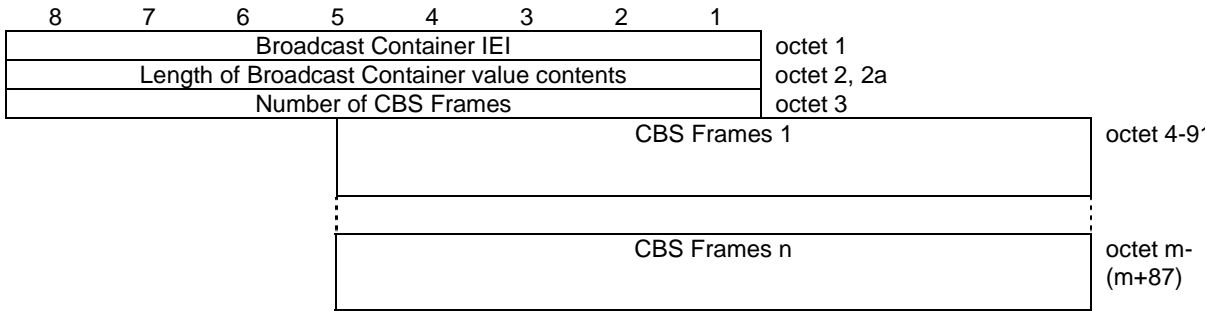 8 7 6 5 4 3 2 1
Broadcast Container IEI octet 1
Length of Broadcast Container value contents octet 2, 2a
Number of CBS Frames octet 3
CBS Frames 1 octet 4-91
CBS Frames n octet m-
(m+87)